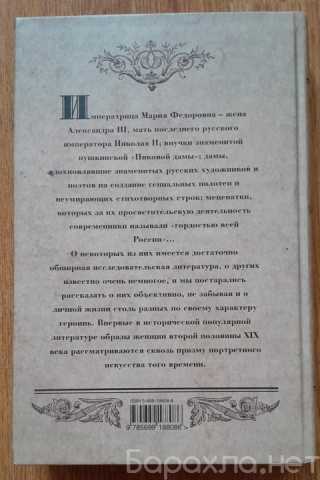 Императрица Мария Федоровна – жена
Александра III, мать последнего русского
императора Николая II; внучки знаменитой
пушкинской «Пиковой дамы»; дамы,
вдохновлявшие знаменитых русских художников и
поэтов на создание гениальных полотен и
неумирающих стихотворных строк; меценатки,
которых за их просветительскую деятельность
современники называли «гордостью всей
России»...
О некоторых из них имеется достаточно
обширная исследовательская литература, о других
известно очень немногое, и мы постарались
рассказать о них объективно, не забывая и о
личной жизни столь разных по своему характеру
героинь. Впервые в исторической популярной
литературе образы женщин второй половины XIX
века рассматриваются сквозь призму портретного
искусства того времени.
Барахла.нет